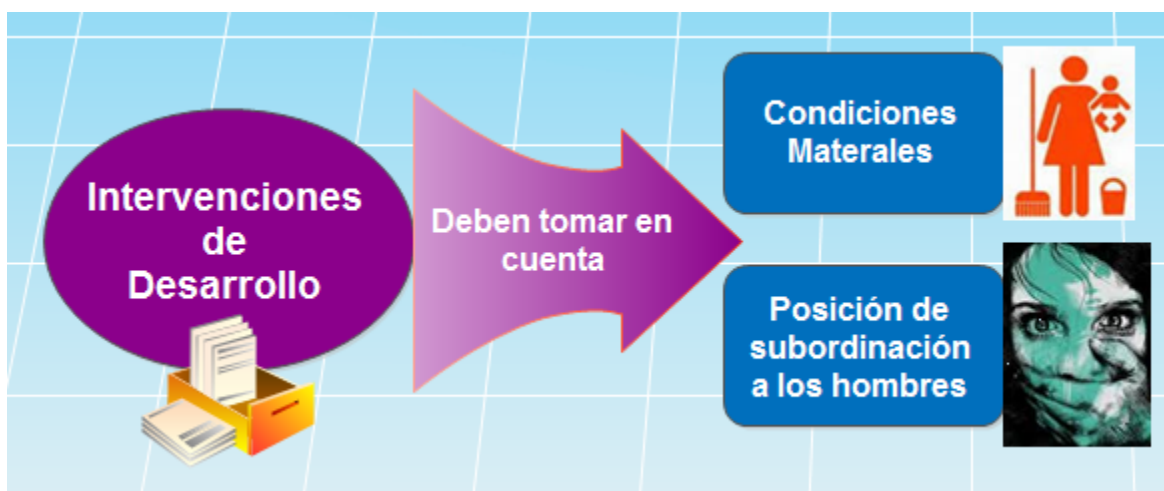 Intervenciones
de
Desarrollo
Deben tomar en
cuenta
Condiciones
Materales
Posición de
subordinación
a los hombres